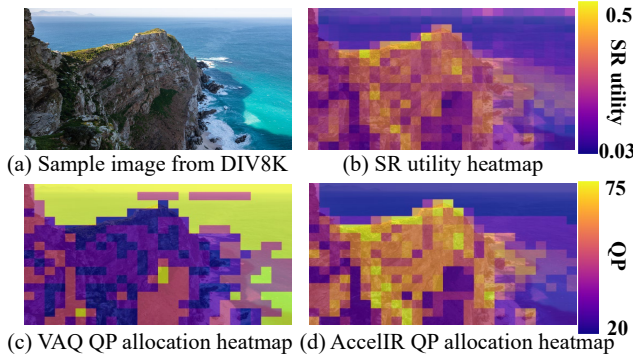 0.5
SR utility
0.03
(a) Sample image from DIV8K
(b) SR utility heatmap
75
QP
20
(c) VAQ QP allocation heatmap
(d) AccelIR QP allocation heatmap